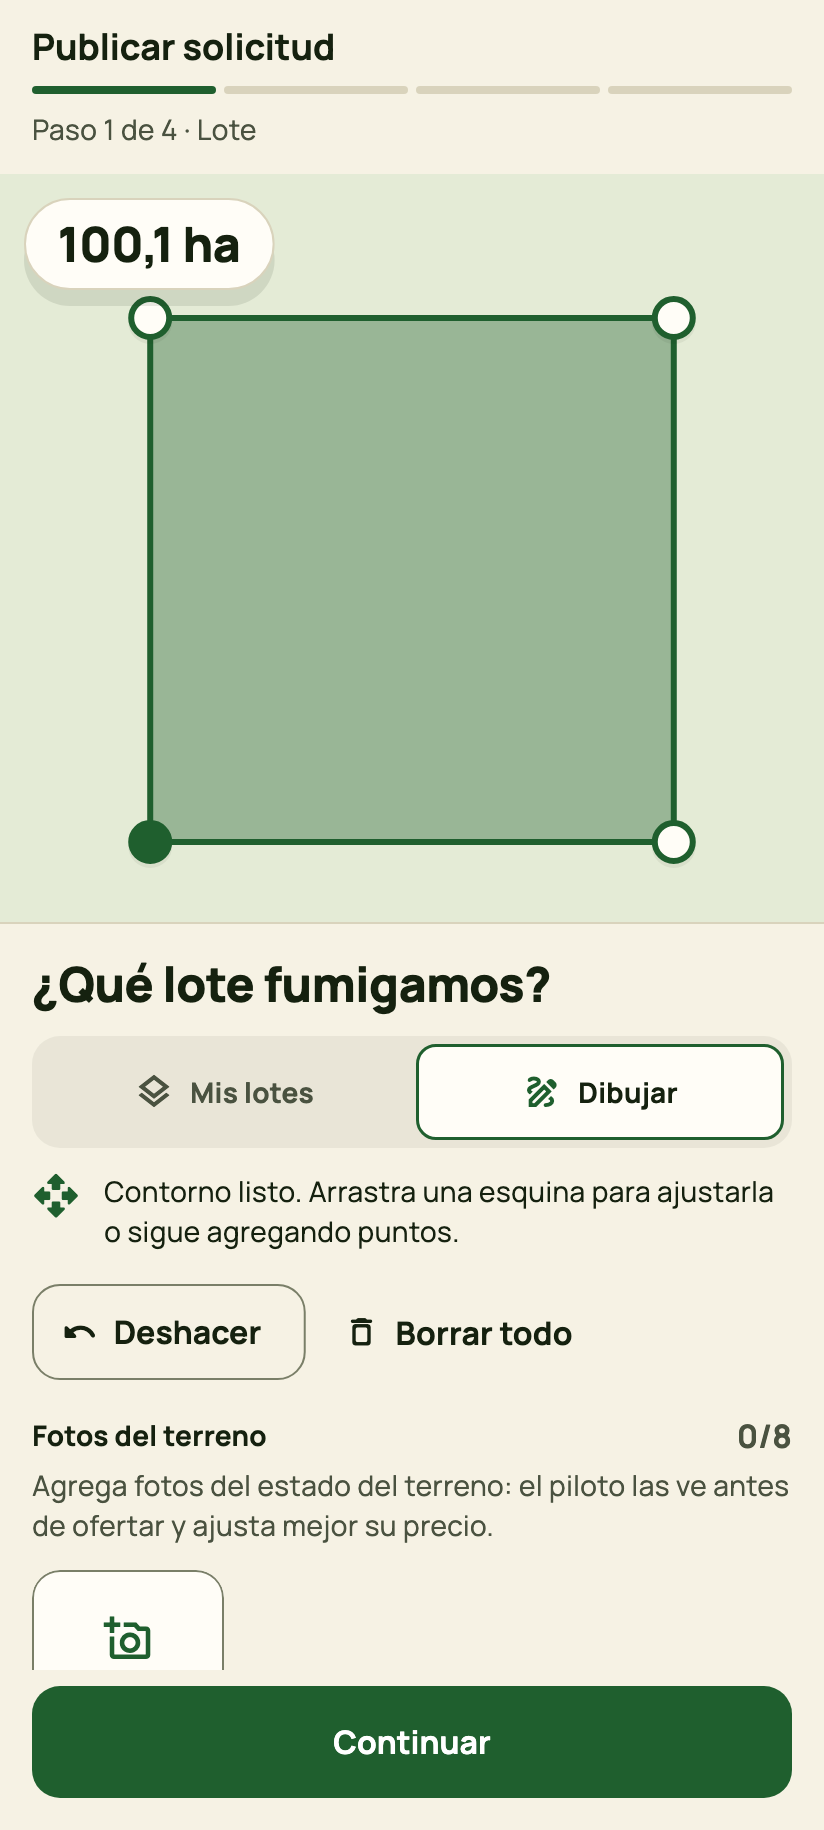 Publicar solicitud
Paso 1 de 4 · Lote
100,1 ha
¿Qué lote fumigamos?
Mis lotes
Dibujar
Contorno listo. Arrastra una esquina para ajustarla
o sigue agregando puntos.
Deshacer
Borrar todo
Fotos del terreno
0/8
Agrega fotos del estado del terreno: el piloto las ve antes
de ofertar y ajusta mejor su precio.
Continuar